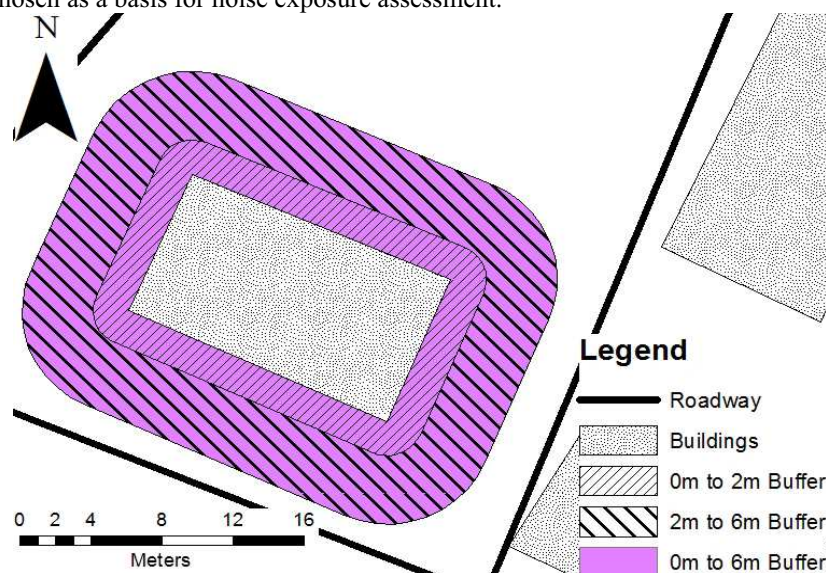 hosen as a basis for noise exposure assessment.
N
Legend
Roadway
Buildings
0m to 2m Buffer
2m to 6m Buffer
0m to 6m Buffer
0 2 4 8 12 16
Meters